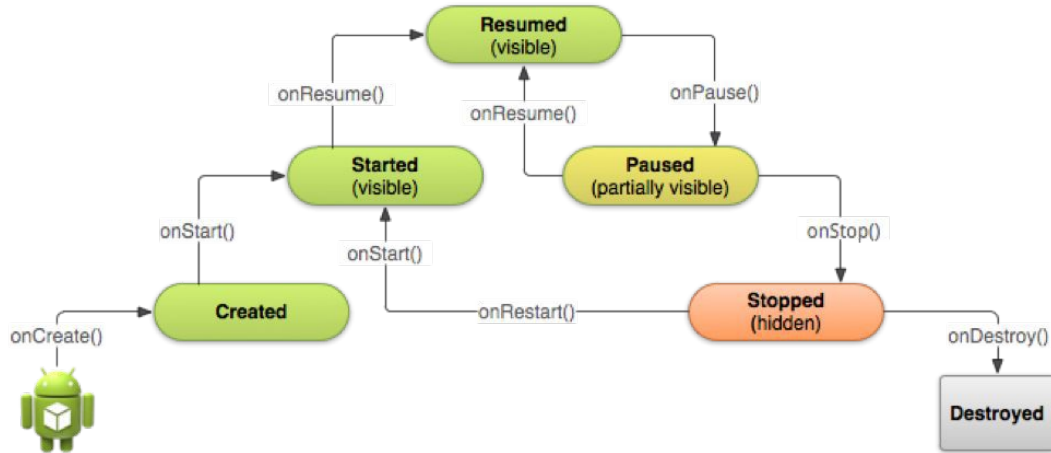 Resumed
(visible)
onResume()
onResume()
onPause()
Started
(visible)
Paused
(partially visible)
onStart()
onStart()
onStop()
Created
onRestart()
Stopped
(hidden)
onCreate()
onDestroy()
Destroyed